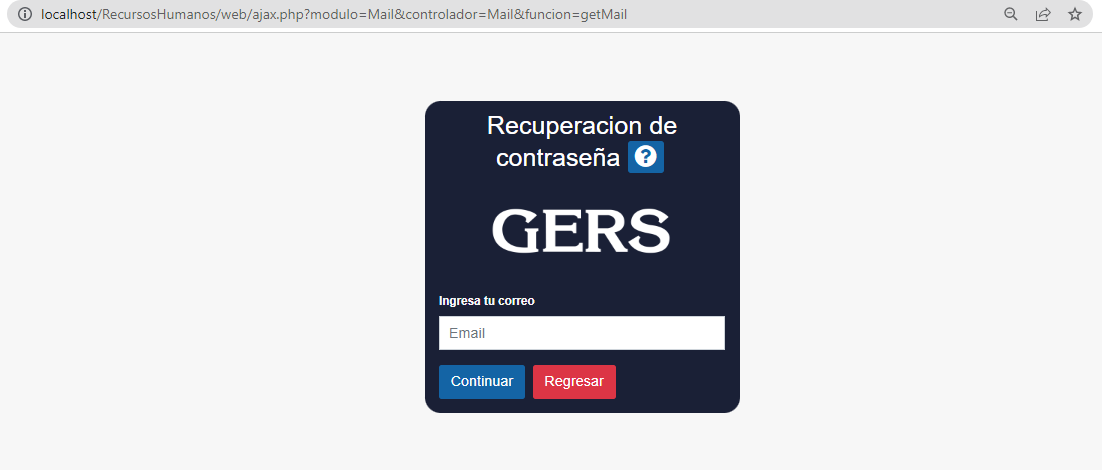 localhost/RecursosHumanos/web/ajax.php?modulo=Mail&controlador=Mail&funcion=getMail
Recuperacion de
contraseña ?
GERS
Ingresa tu correo
Email
Continuar Regresar